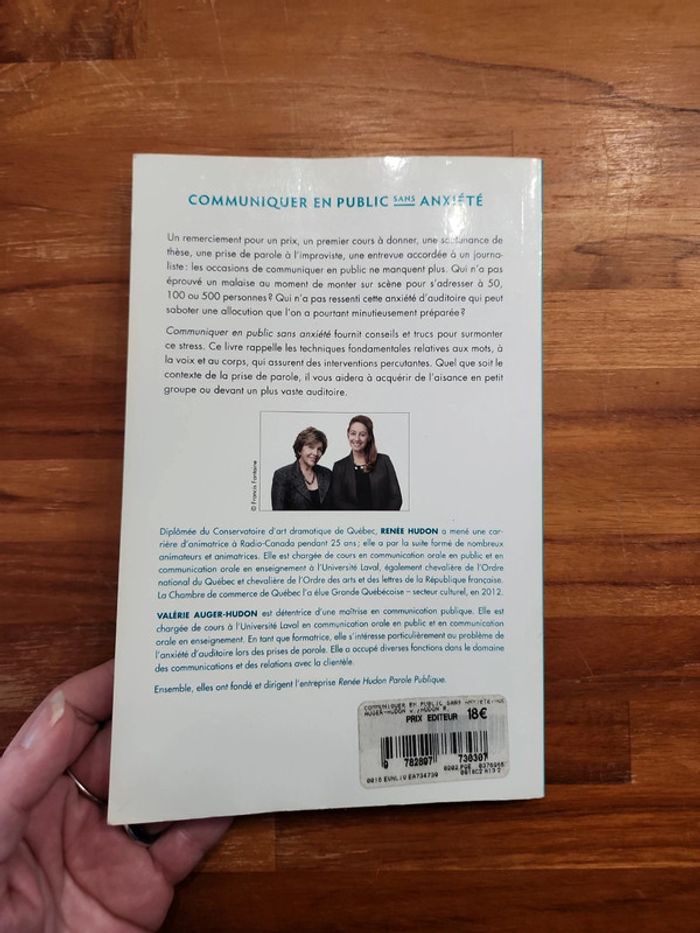 COMMUNIQUER EN PUBLIC SANS ANXIÉTÉ
Un remerciement pour un prix, un premier cours à donner, une soutenance de
thèse, une prise de parole à l'improviste, une entrevue accordée à un journa-
liste : les occasions de communiquer en public ne manquent plus. Qui n'a pas
éprouvé un malaise au moment de monter sur scène pour s'adresser à 50,
100 ou 500 personnes ? Qui n'a pas ressenti cette anxiété d'auditoire qui peut
saboter une allocution que l'on a pourtant minutieusement préparée ?
Communiquer en public sans anxiété fournit conseils et trucs pour surmonter
ce stress. Ce livre rappelle les techniques fondamentales relatives aux mots, à
la voix et au corps, qui assurent des interventions percutantes. Quel que soit le
contexte de la prise de parole, il vous aidera à acquérir de l'aisance en petit
groupe ou devant un plus vaste auditoire.
© Francis Fontaine
Diplômée du Conservatoire d'art dramatique de Québec, RENÉE HUDON a mené une car-
rière d'animatrice à Radio-Canada pendant 25 ans ; elle a par la suite formé de nombreux
animateurs et animatrices. Elle est chargée de cours en communication orale en public et en
communication orale en enseignement à l'Université Laval, également chevalière de l'Ordre
national du Québec et chevalière de l'Ordre des arts et des lettres de la République française.
La Chambre de commerce de Québec l'a élue Grande Québécoise – secteur culturel, en 2012.
VALÉRIE AUGER-HUDON est détentrice d'une maîtrise en communication publique. Elle est
chargée de cours à l'Université Laval en communication orale en public et en communication
orale en enseignement. En tant que formatrice, elle s'intéresse particulièrement au problème de
l'anxiété d'auditoire lors des prises de parole. Elle a occupé diverses fonctions dans le domaine
des communications et des relations avec la clientèle.
Ensemble, elles ont fondé et dirigent l'entreprise Renée Hudon Parole Publique.
COMMUNIQUER EN PUBLIC SANS
AUGER-HUDON V./HUDON R.
PRIX EDITEUR 18€
9 782897 730307
0202 PGE
0016 EVNLIV EA734739